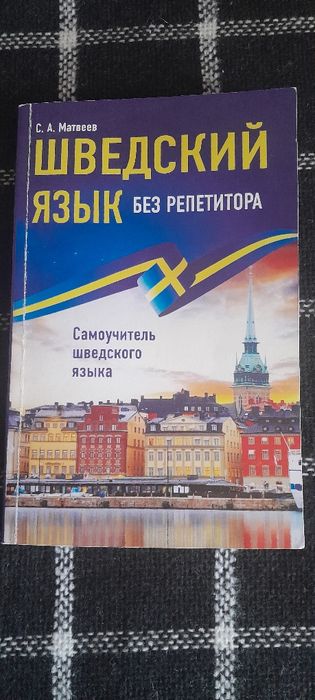 С. А. Матвеев
ШВЕДСКИЙ
ЯЗЫК БЕЗ РЕПЕТИТОРА
Самоучитель
шведского
языка